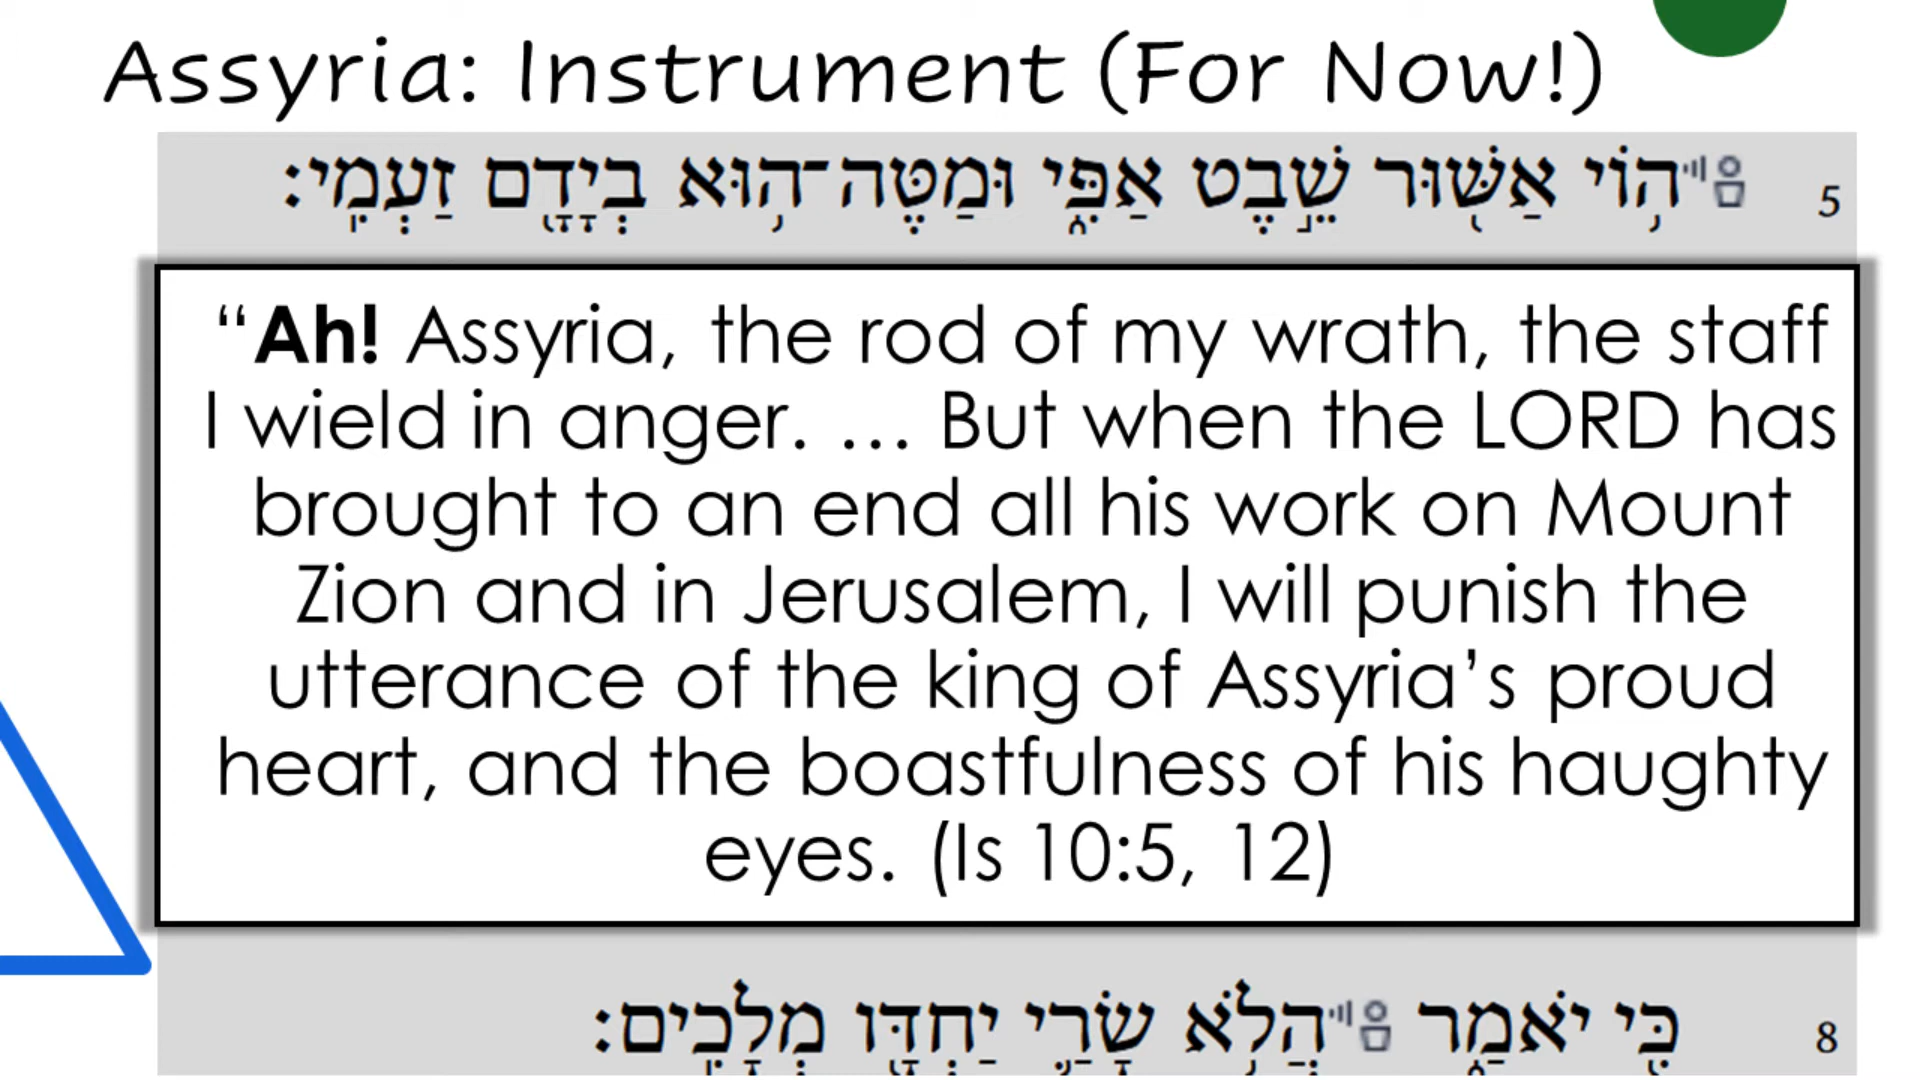 Assyria: Instrument (For Now!)
5 הוֹי אַשּׁוּר שֵׁבֶט אַפִּי וּמַטֶּה־הוּא בְיָדָם זַעְמִי׃
“Ah! Assyria, the rod of my wrath, the staff
I wield in anger. … But when the LORD has
brought to an end all his work on Mount
Zion and in Jerusalem, I will punish the
utterance of the king of Assyria’s proud
heart, and the boastfulness of his haughty
eyes. (Is 10:5, 12)
8 כִּי יֹאמַר הֲלֹא שָׂרַי יַחְדָּו מְלָכִים׃